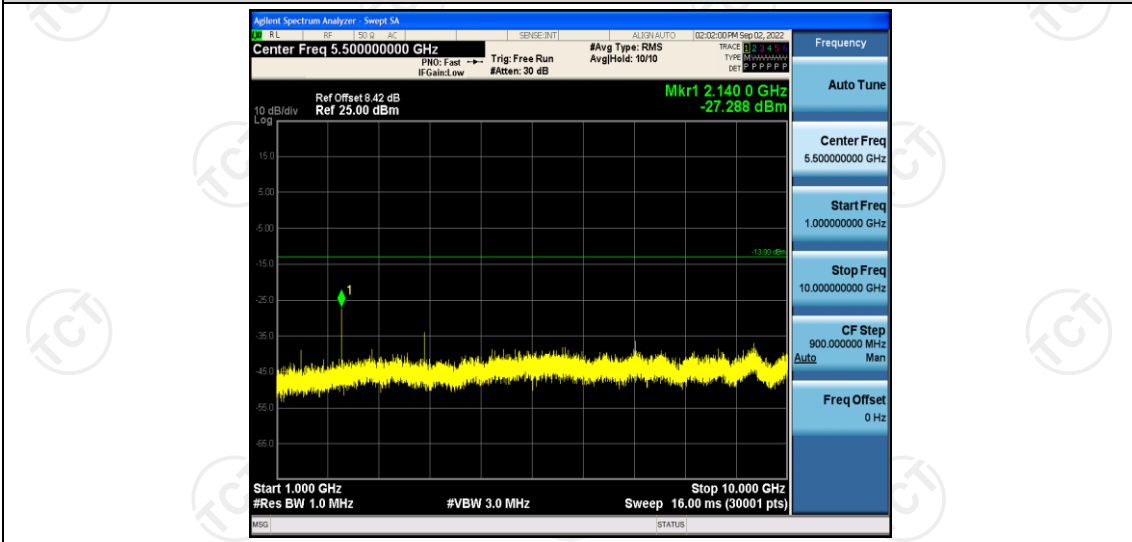 Agilent Spectrum Analyzer - Swept SA
RL RF 50 Ω AC SENSE:INT ALIGN AUTO 02:02:00 PM Sep 02, 2022
Center Freq 5.500000000 GHz
PNO: Fast
IFGain:Low
Trig: Free Run
#Atten: 30 dB
#Avg Type: RMS
Avg|Hold: 10/10
TRACE 1 2 3 4 5 6
TYPE M
DET P P P P P P
Ref Offset 8.42 dB
10 dB/div Ref 25.00 dBm
Log
Mkr1 2.140 0 GHz
-27.288 dBm
15.0
5.00
-5.00
-13.00 dBm
-15.0
1
-25.0
-35.0
-45.0
-55.0
-65.0
Start 1.000 GHz
Stop 10.000 GHz
#Res BW 1.0 MHz
#VBW 3.0 MHz
Sweep 16.00 ms (30001 pts)
MSG
STATUS
Frequency
Auto Tune
Center Freq
5.500000000 GHz
Start Freq
1.000000000 GHz
Stop Freq
10.000000000 GHz
CF Step
900.000000 MHz
Auto Man
Freq Offset
0 Hz
TCT
TCT
TCT
TCT
TCT
TCT